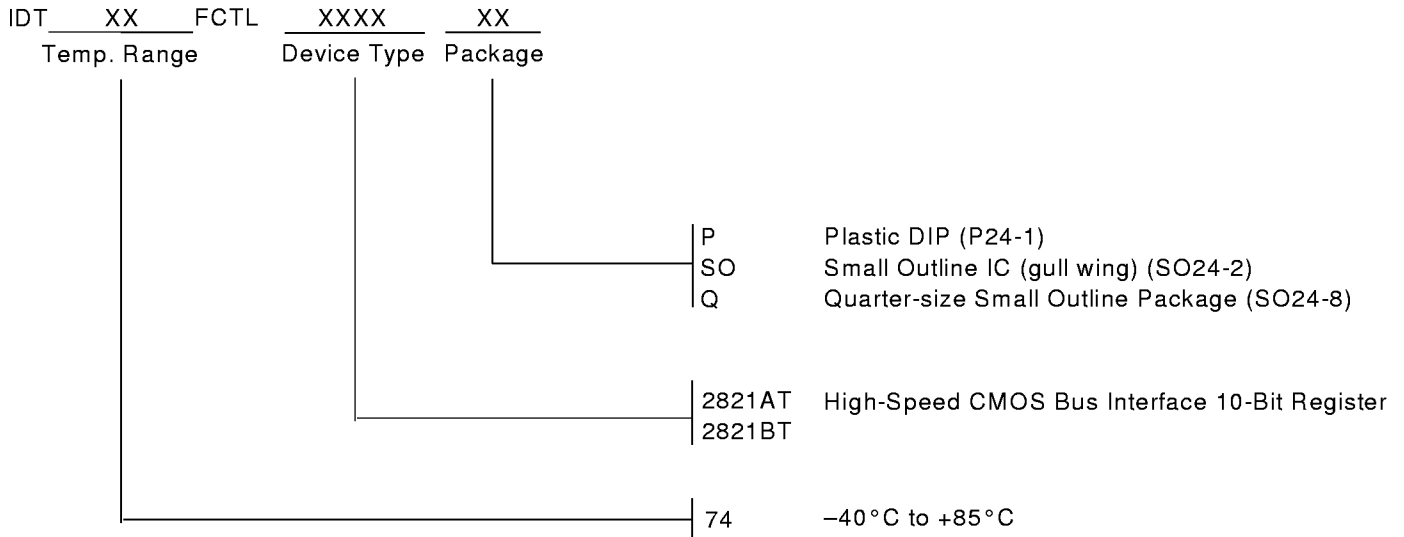 IDT XX FCTL XXXX XX
Temp. Range Device Type Package
P Plastic DIP (P24-1)
SO Small Outline IC (gull wing) (SO24-2)
Q Quarter-size Small Outline Package (SO24-8)
2821AT High-Speed CMOS Bus Interface 10-Bit Register
2821BT
74 –40°C to +85°C